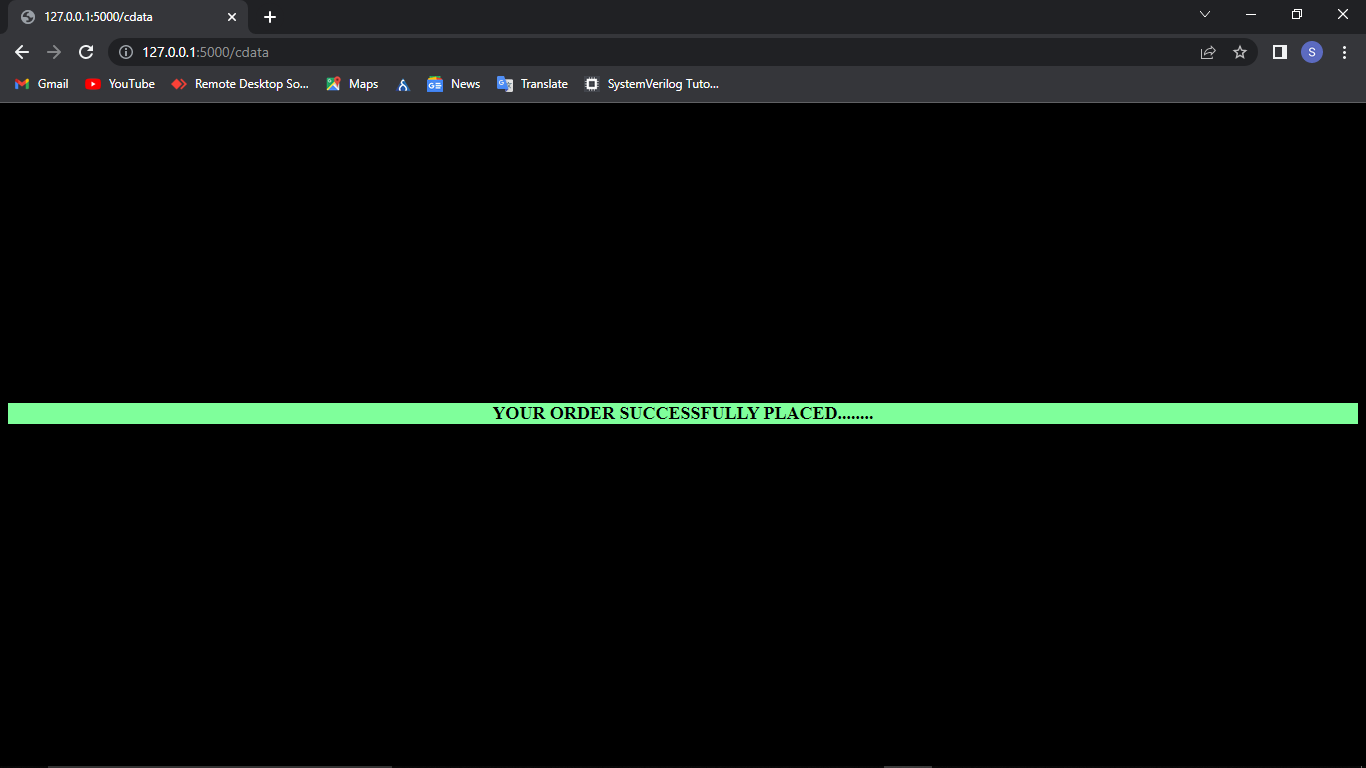 127.0.0.1:5000/cdata
127.0.0.1:5000/cdata
S
Gmail YouTube Remote Desktop So... Maps News Translate SystemVerilog Tuto...
YOUR ORDER SUCCESSFULLY PLACED........